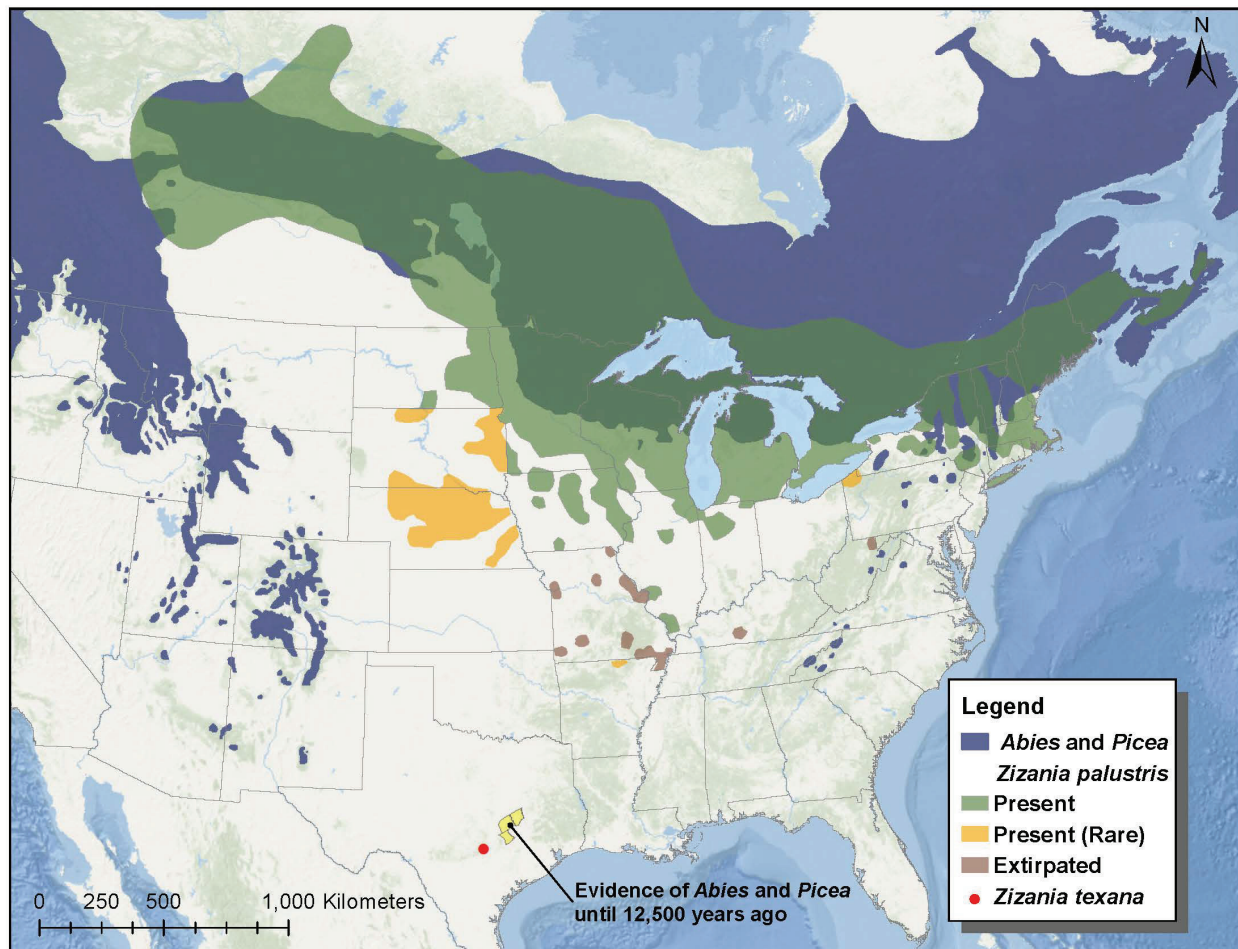 N
Legend
Abies and Picea
Zizania palustris
Present
Present (Rare)
Extirpated
Zizania texana
Evidence of Abies and Picea
until 12,500 years ago
0 250 500 1,000 Kilometers